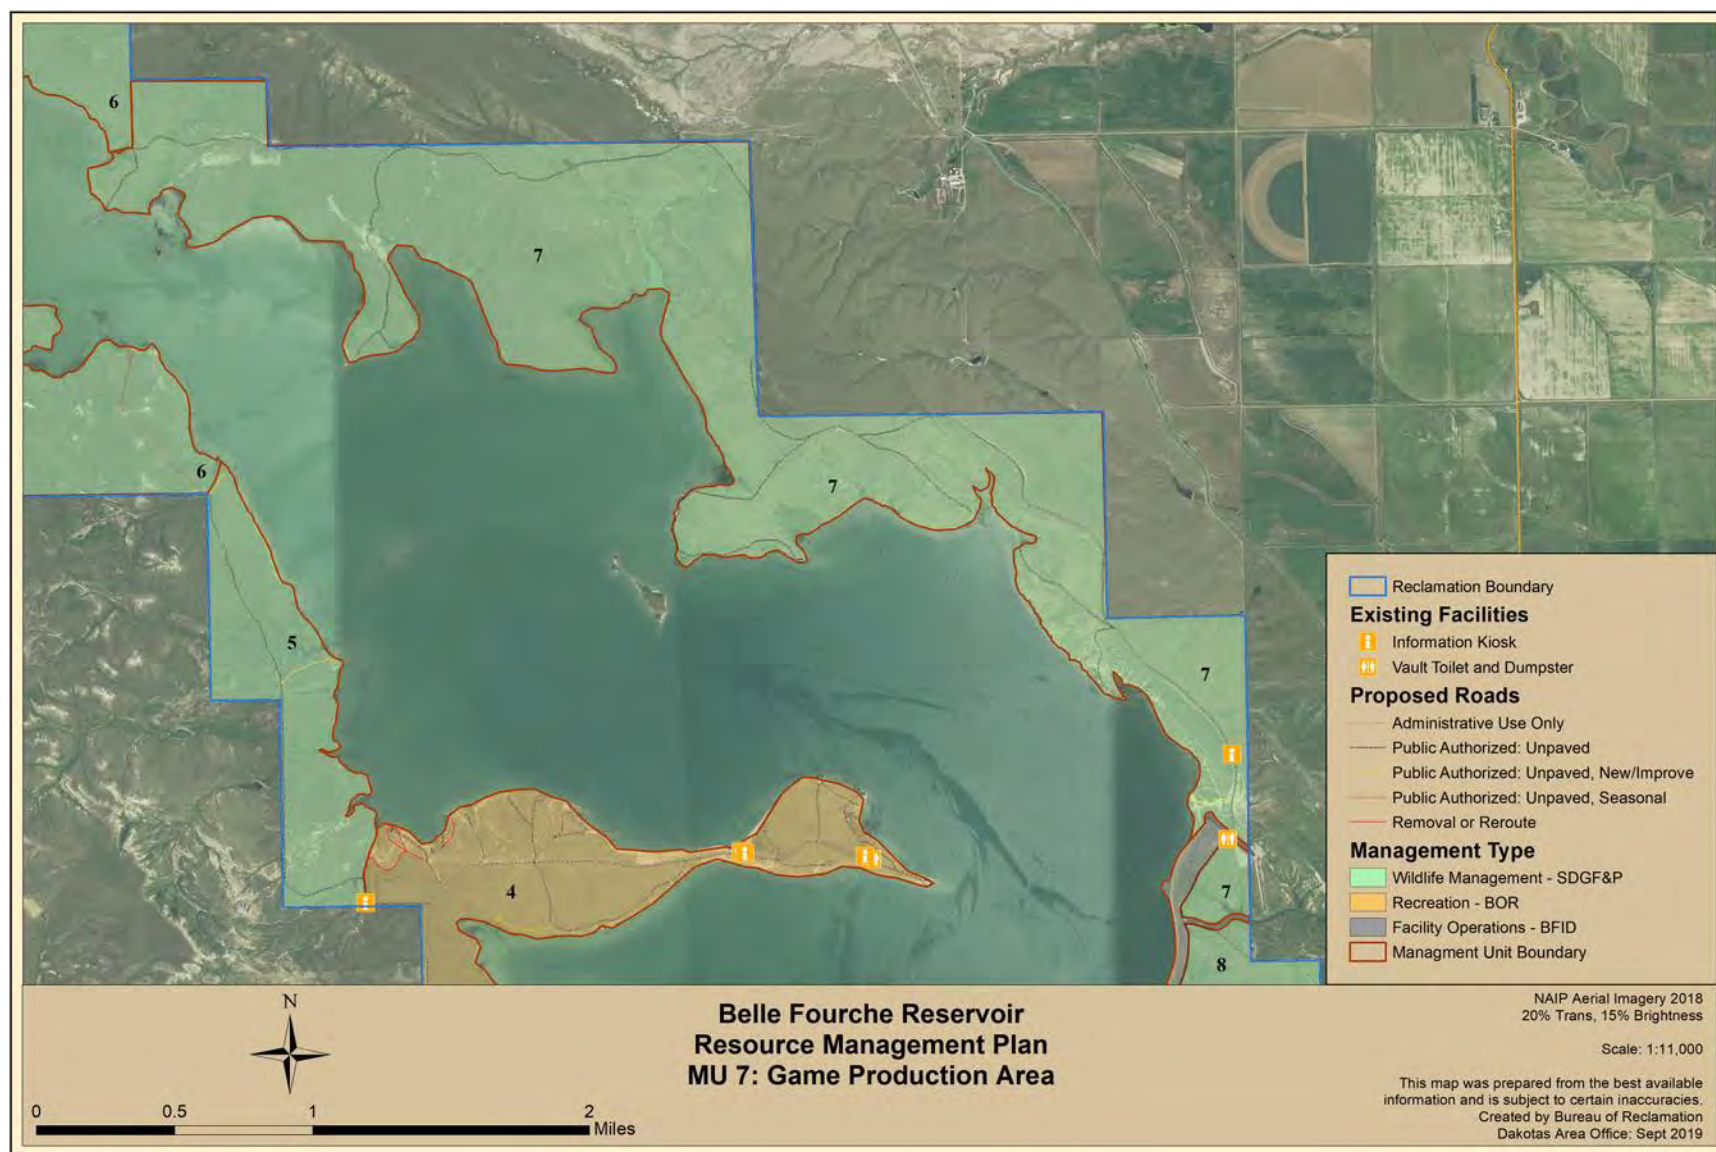 6
7
6
7
5
7
4
7
8
Reclamation Boundary
Existing Facilities
Information Kiosk
Vault Toilet and Dumpster
Proposed Roads
Administrative Use Only
Public Authorized: Unpaved
Public Authorized: Unpaved, New/Improve
Public Authorized: Unpaved, Seasonal
Removal or Reroute
Management Type
Wildlife Management - SDGF&P
Recreation - BOR
Facility Operations - BFID
Managment Unit Boundary
N
0 0.5 1 2
Miles
Belle Fourche Reservoir
Resource Management Plan
MU 7: Game Production Area
NAIP Aerial Imagery 2018
20% Trans, 15% Brightness
Scale: 1:11,000
This map was prepared from the best available
information and is subject to certain inaccuracies.
Created by Bureau of Reclamation
Dakotas Area Office: Sept 2019